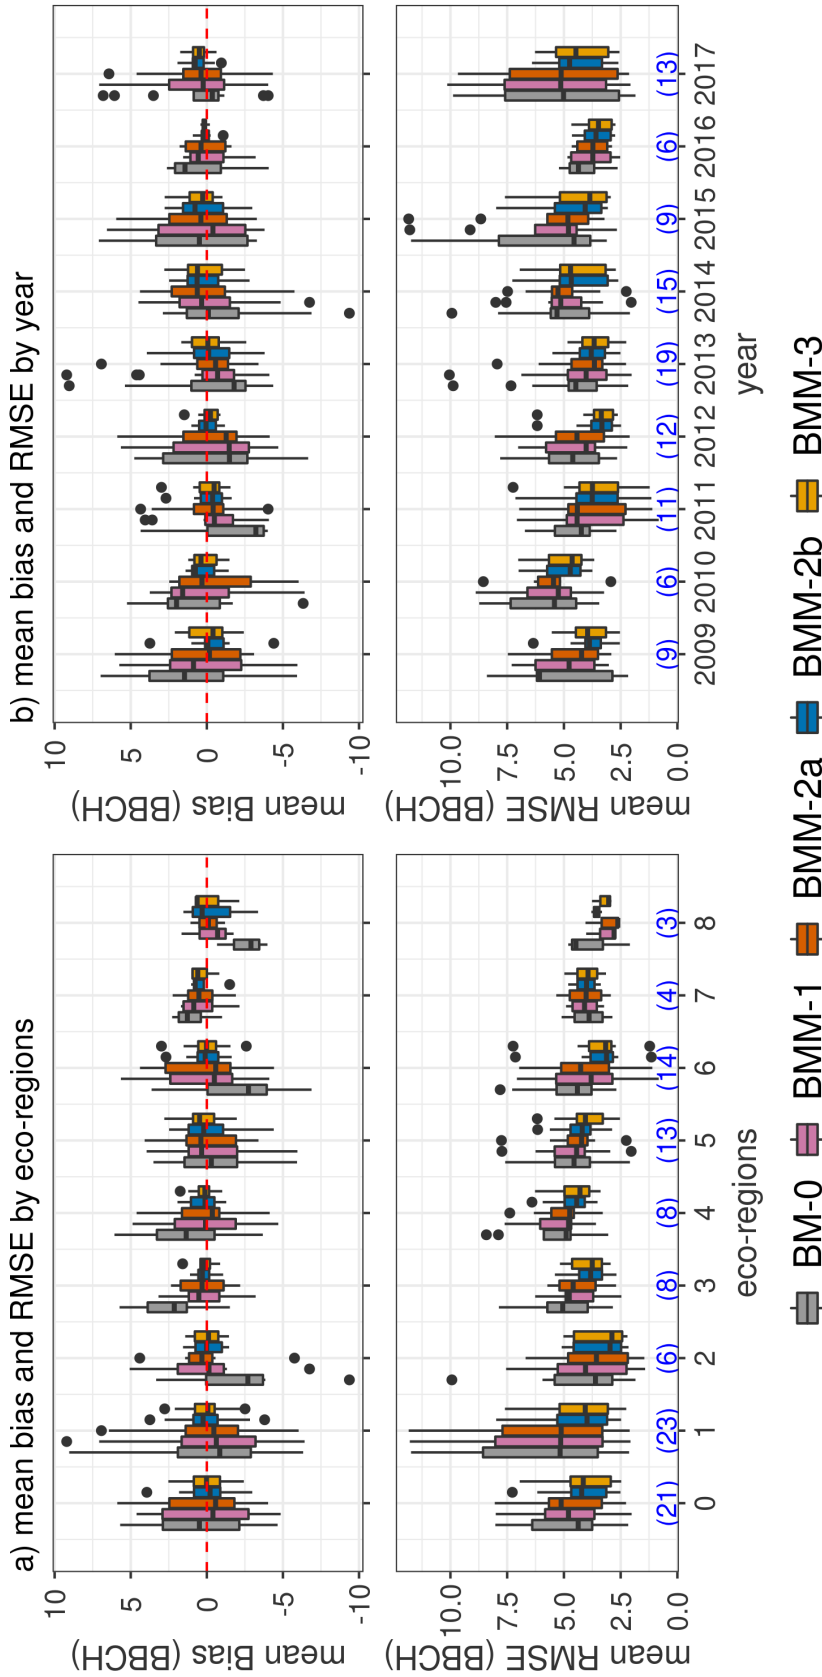 a) mean bias and RMSE by eco-regions
mean Bias (BBCH)
10
5
0
-5
-10
mean RMSE (BBCH)
10.0
7.5
5.0
2.5
0.0
(21) (23) (6) (8) (8) (13) (14) (4) (3)
0 1 2 3 4 5 6 7 8
eco-regions
b) mean bias and RMSE by year
mean Bias (BBCH)
10
5
0
-5
-10
mean RMSE (BBCH)
10.0
7.5
5.0
2.5
0.0
(9) (6) (11) (12) (19) (15) (9) (6) (13)
2009 2010 2011 2012 2013 2014 2015 2016 2017
year
BM-0 BMM-1 BMM-2a BMM-2b BMM-3